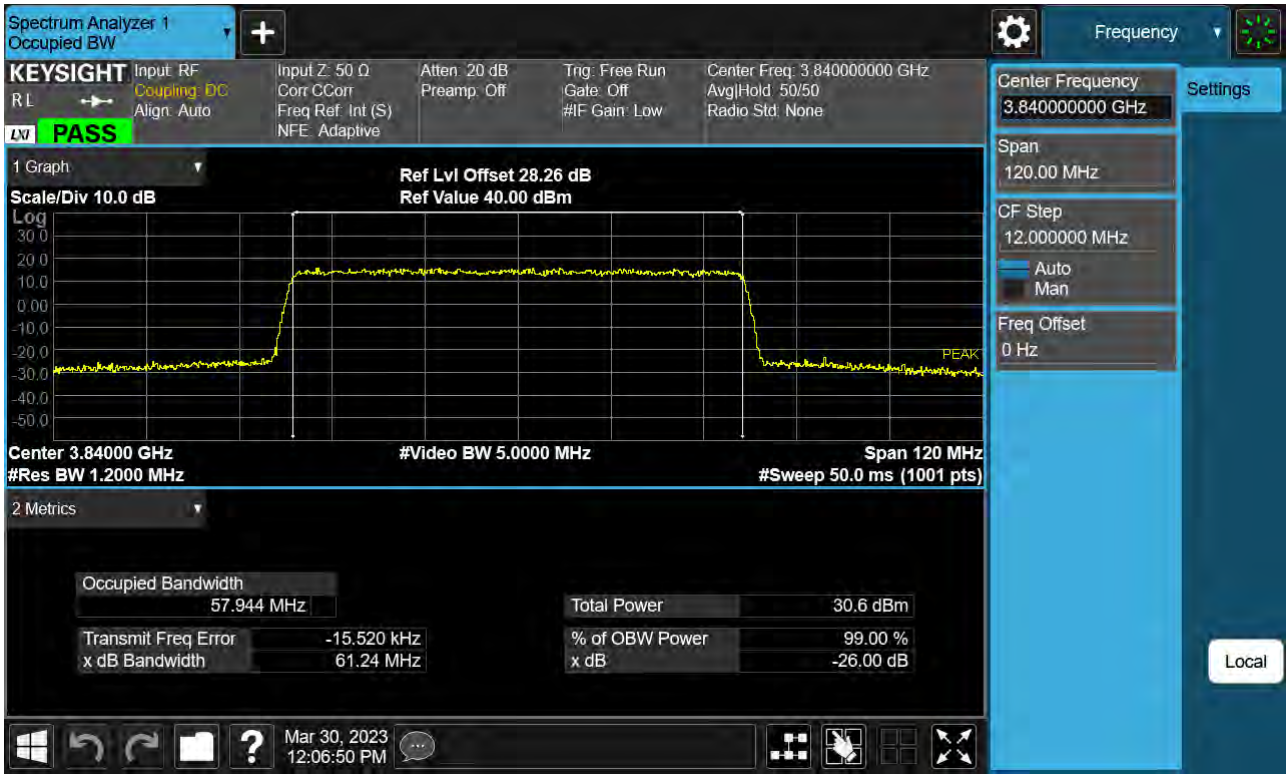 Spectrum Analyzer 1
Occupied BW
+
Frequency
KEYSIGHT
RL
LXI
PASS
Input: RF
Coupling: DC
Align: Auto
Input Z: 50 Ω
Corr CCorr
Freq Ref: Int (S)
NFE: Adaptive
Atten: 20 dB
Preamp: Off
Trig: Free Run
Gate: Off
#IF Gain: Low
Center Freq: 3.840000000 GHz
Avg|Hold: 50/50
Radio Std: None
1 Graph
Scale/Div 10.0 dB
Ref Lvl Offset 28.26 dB
Ref Value 40.00 dBm
Log
30.0
20.0
10.0
0.00
-10.0
-20.0
-30.0
-40.0
-50.0
PEAK
Center 3.84000 GHz
#Res BW 1.2000 MHz
#Video BW 5.0000 MHz
Span 120 MHz
#Sweep 50.0 ms (1001 pts)
2 Metrics
Occupied Bandwidth
57.944 MHz
Transmit Freq Error -15.520 kHz
x dB Bandwidth 61.24 MHz
Total Power 30.6 dBm
% of OBW Power 99.00 %
x dB -26.00 dB
Center Frequency
3.840000000 GHz
Span
120.00 MHz
CF Step
12.000000 MHz
Auto
Man
Freq Offset
0 Hz
Settings
Local
?
Mar 30, 2023
12:06:50 PM